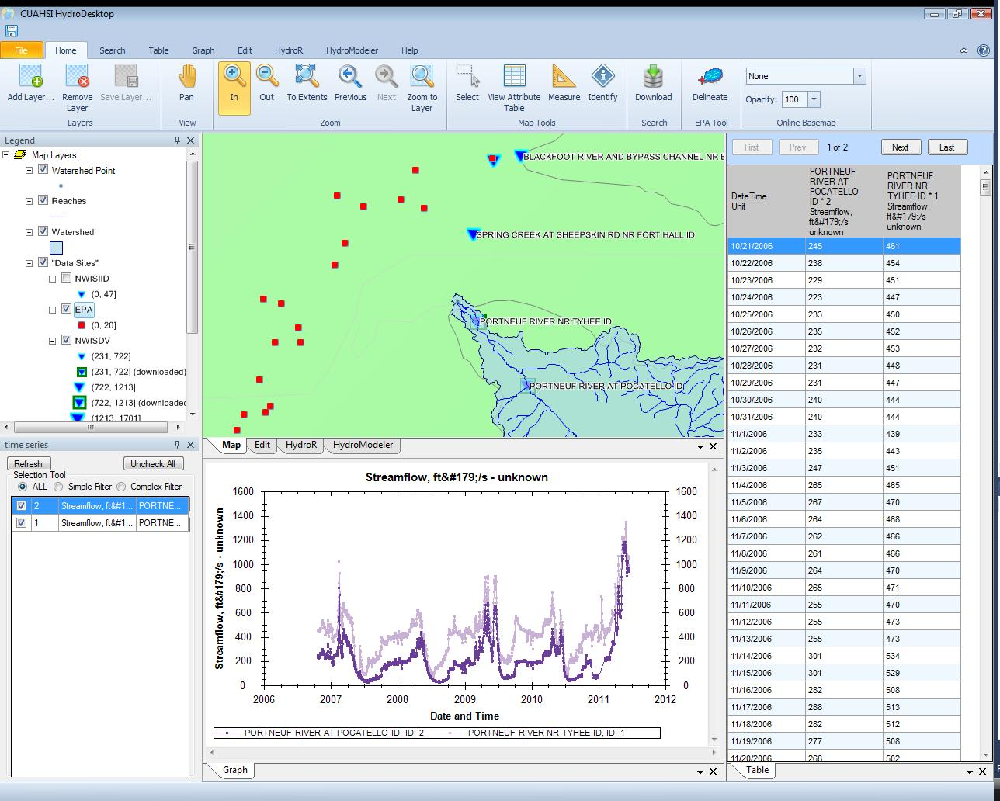 CUAHSI HydroDesktop
File Home Search Table Graph Edit HydroR HydroModeler Help
Add Layer... Remove Layer Save Layer... Pan In Out To Extents Previous Next Zoom to Layer Select View Attribute Table Measure Identify Download Delineate
None
Opacity: 100
Layers View Zoom Map Tools Search EPA Tool Online Basemap
Legend
Map Layers
Watershed Point
Reaches
Watershed
"Data Sites"
NWISIID
(0, 47]
EPA
(0, 20]
NWISDV
(231, 722]
(231, 722] (downloaded)
(722, 1213]
(722, 1213] (downloaded
(1213, 1701]
time series
Refresh Uncheck All
Selection Tool
ALL Simple Filter Complex Filter
2 Streamflow, ft&#1... PORTNE...
1 Streamflow, ft&#1... PORTNE...
BLACKFOOT RIVER AND BYPASS CHANNEL NR B
SPRING CREEK AT SHEEPSKIN RD NR FORT HALL ID
PORTNEUF RIVER NR TYHEE ID
PORTNEUF RIVER AT POCATELLO ID
Map Edit HydroR HydroModeler
Streamflow, ft&#179;/s - unknown
Streamflow, ft&#179;/s - unknown
1600 1600
1400 1400
1200 1200
1000 1000
800 800
600 600
400 400
200 200
0 0
2006 2007 2008 2009 2010 2011 2012
Date and Time
PORTNEUF RIVER AT POCATELLO ID, ID: 2 PORTNEUF RIVER NR TYHEE ID, ID: 1
Graph
First Prev 1 of 2 Next Last
DateTime
Unit
PORTNEUF
RIVER AT
POCATELLO
ID * 2
Streamflow,
ft&#179;/s
unknown
PORTNEUF
RIVER NR
TYHEE ID * 1
Streamflow,
ft&#179;/s
unknown
10/21/2006 245 461
10/22/2006 238 454
10/23/2006 229 451
10/24/2006 223 447
10/25/2006 233 450
10/26/2006 235 452
10/27/2006 232 453
10/28/2006 231 448
10/29/2006 231 447
10/30/2006 240 444
10/31/2006 240 444
11/1/2006 233 439
11/2/2006 235 443
11/3/2006 247 451
11/4/2006 265 465
11/5/2006 267 470
11/6/2006 264 468
11/7/2006 262 466
11/8/2006 261 466
11/9/2006 264 470
11/10/2006 265 471
11/11/2006 255 470
11/12/2006 255 473
11/13/2006 255 473
11/14/2006 301 534
11/15/2006 301 529
11/16/2006 282 508
11/17/2006 288 513
11/18/2006 282 512
11/19/2006 277 508
11/20/2006 268 502
Table